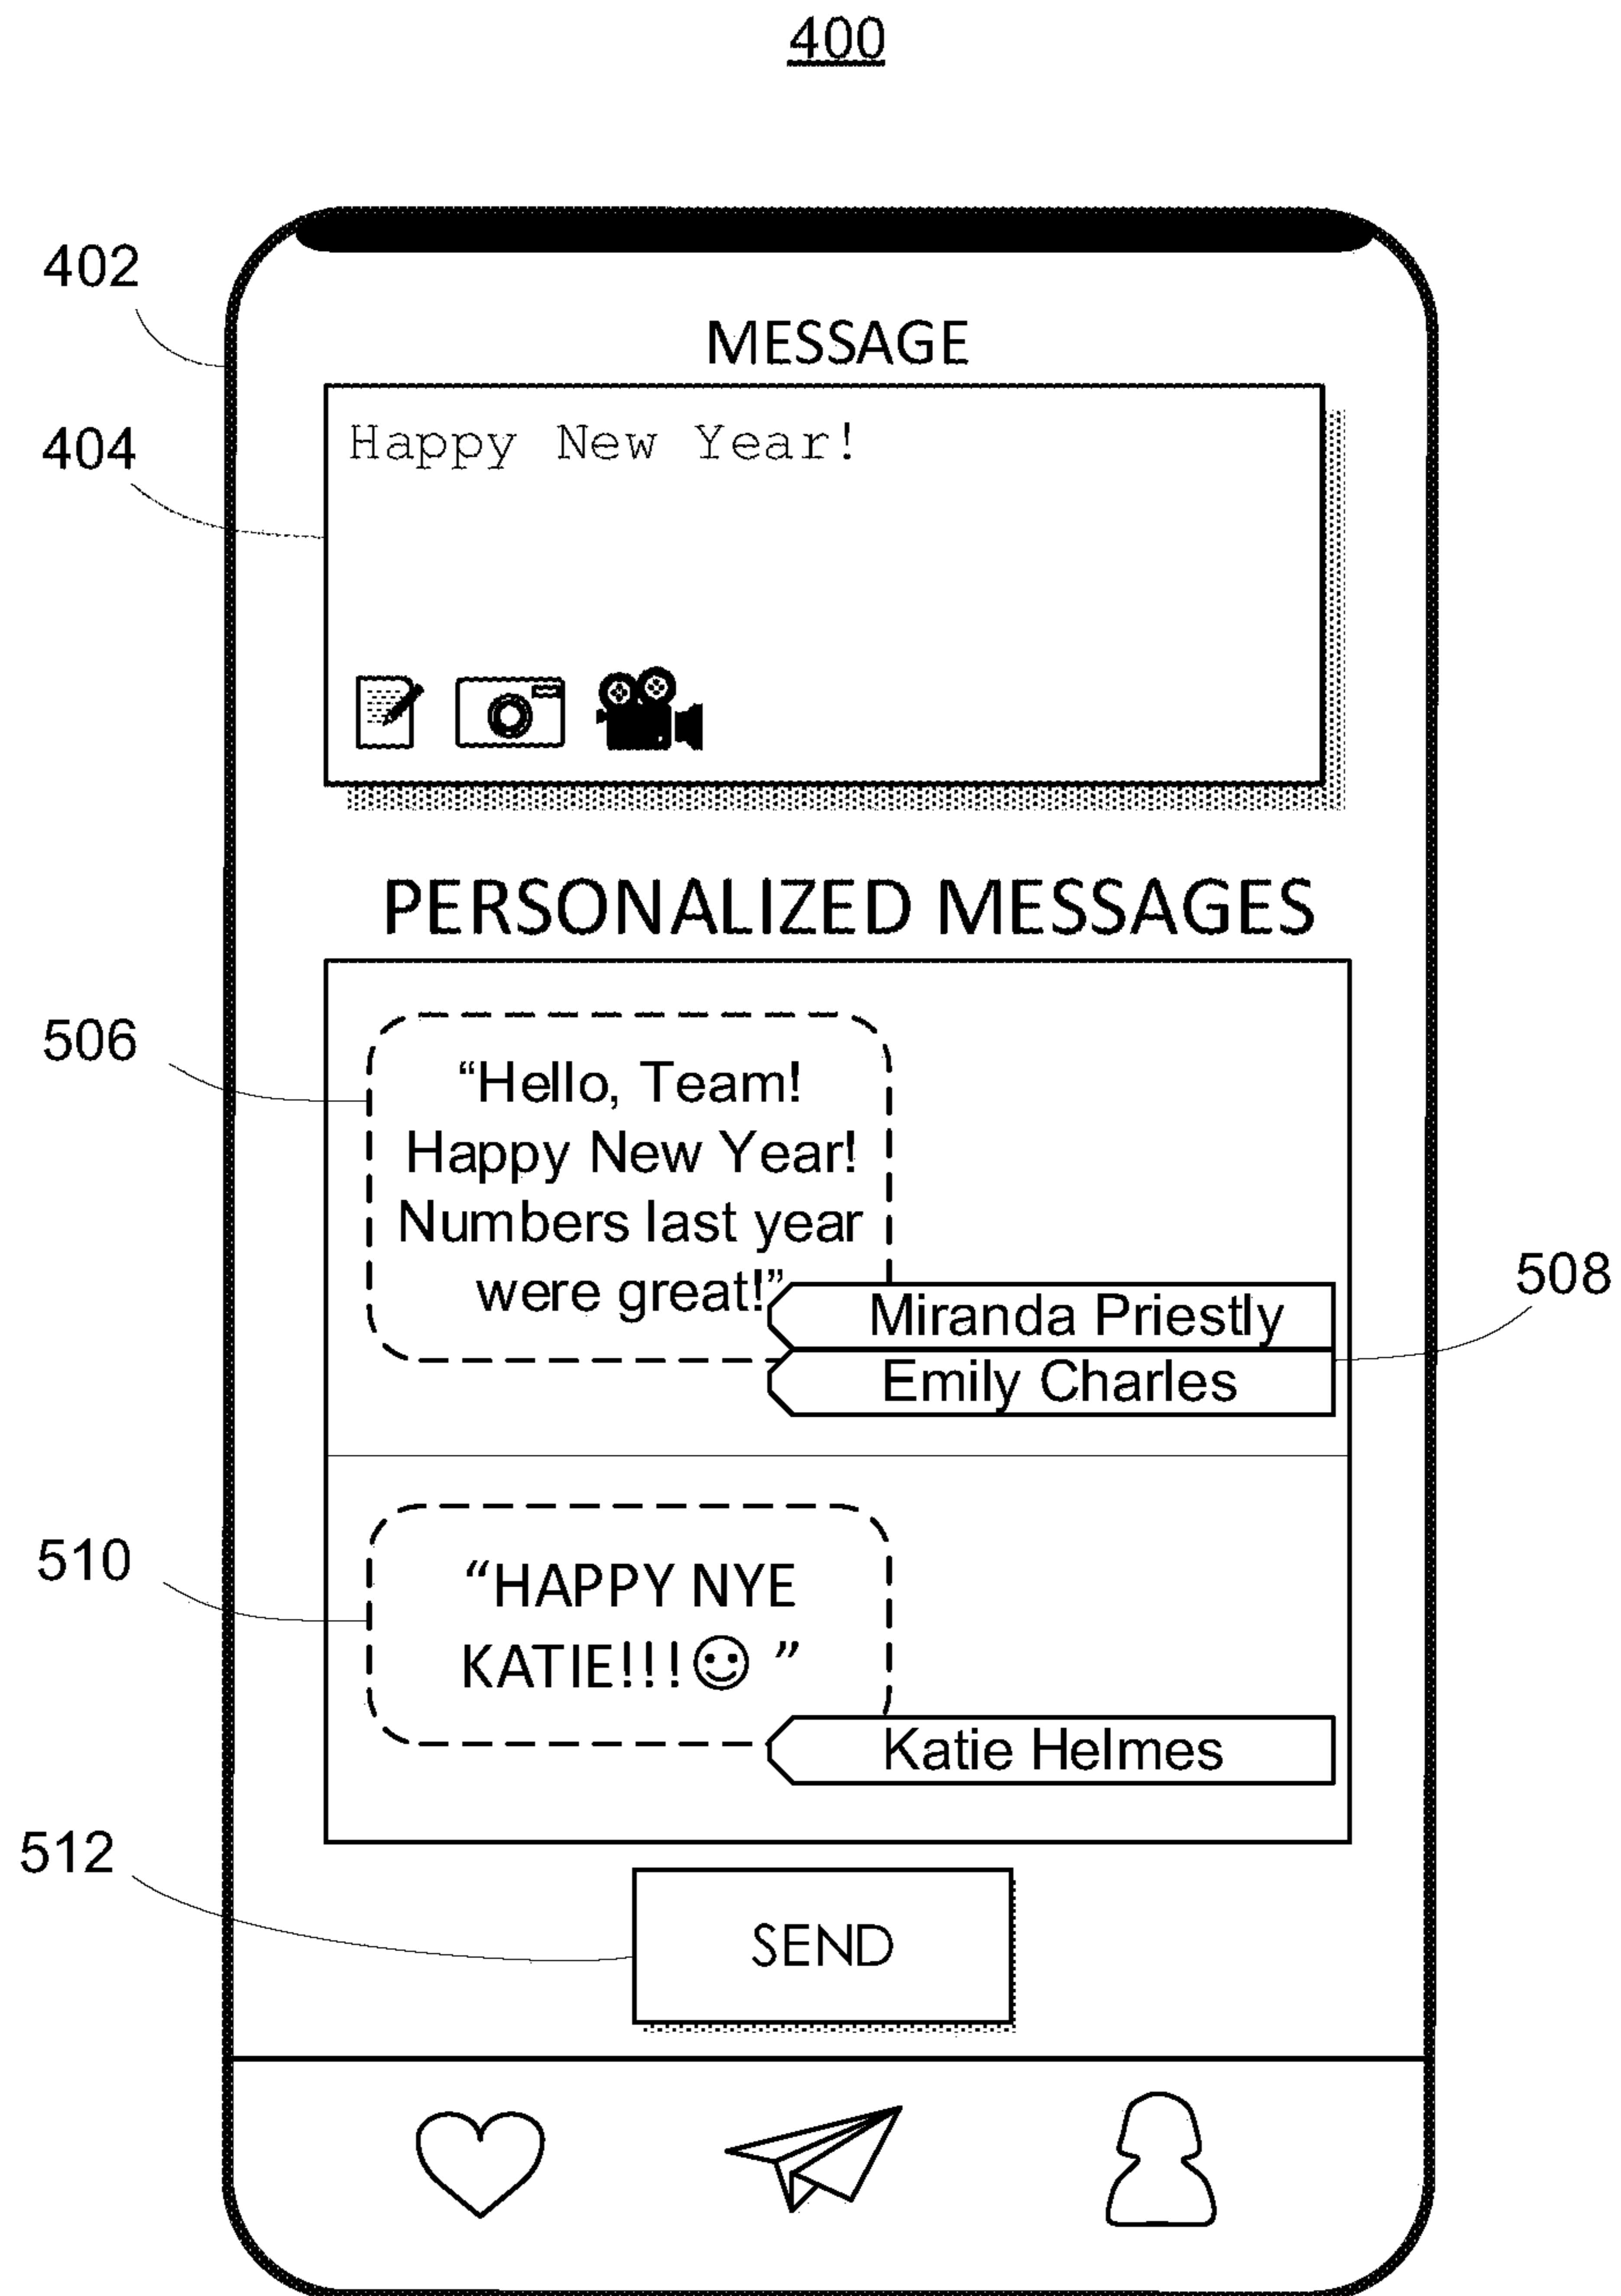 400
402
MESSAGE
404
Happy New Year!
PERSONALIZED MESSAGES
506
“Hello, Team!
Happy New Year!
Numbers last year
were great!”
508
Miranda Priestly
Emily Charles
510
“HAPPY NYE
KATIE!!!☺ ”
Katie Helmes
512
SEND